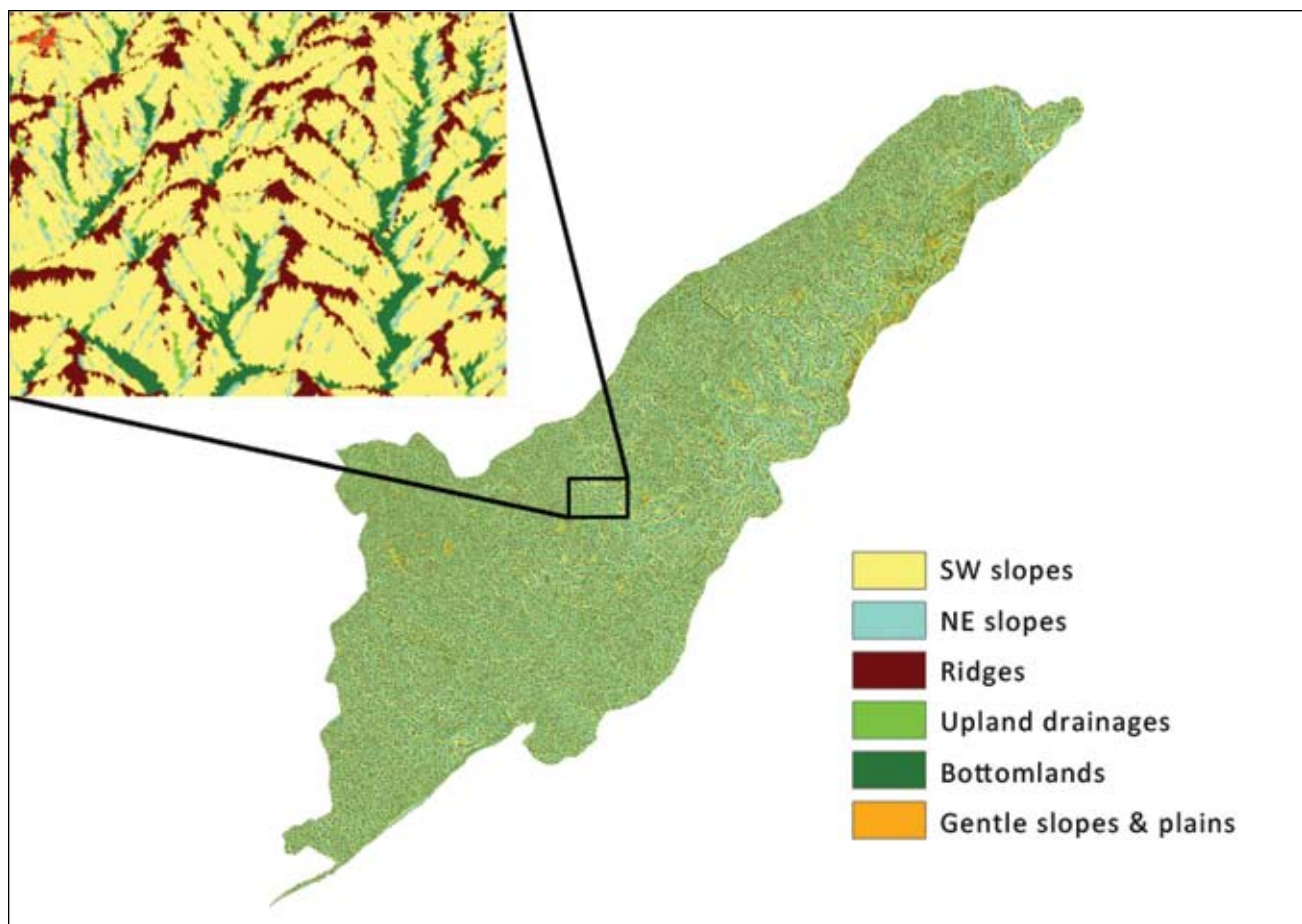 SW slopes
NE slopes
Ridges
Upland drainages
Bottomlands
Gentle slopes & plains